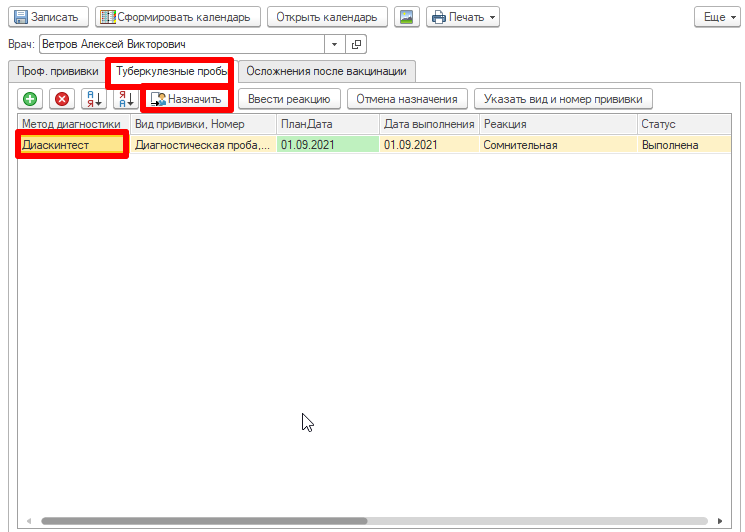 Записать Сформировать календарь Открыть календарь Печать Еще
Врач: Ветров Алексей Викторович
Проф. прививки Туберкулезные пробы Осложнения после вакцинации
А Я Я А Назначить Ввести реакцию Отмена назначения Указать вид и номер прививки
Метод диагностики Вид прививки, Номер ПланДата Дата выполнения Реакция Статус
Диаскинтест Диагностическая проба,... 01.09.2021 01.09.2021 Сомнительная Выполнена